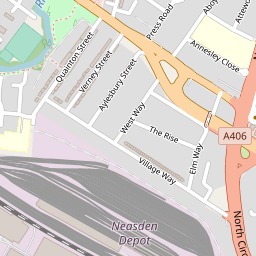 Press Road
Annesley Close
Quainton Street
Verney Street
Aylesbury Street
West Way
The Rise
A406
Elm Way
Village Way
Neasden
Depot
North Circ